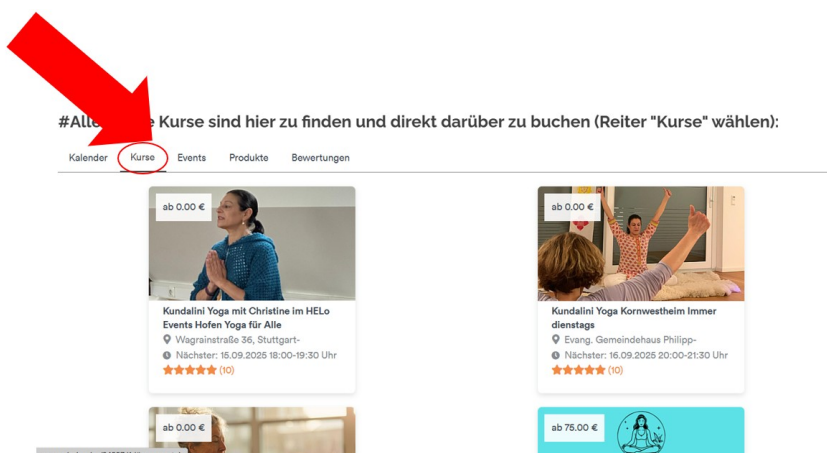 #Alle Kurse sind hier zu finden und direkt darüber zu buchen (Reiter "Kurse" wählen):
Kalender Kurse Events Produkte Bewertungen
ab 0.00 €
Kundalini Yoga mit Christine im HELo
Events Hofen Yoga für Alle
Wagrainstraße 36, Stuttgart-
Nächster: 15.09.2025 18:00-19:30 Uhr
(10)
ab 0.00 €
Kundalini Yoga Kornwestheim Immer
dienstags
Evang. Gemeindehaus Philipp-
Nächster: 16.09.2025 20:00-21:30 Uhr
(10)
ab 0.00 €
ab 75.00 €